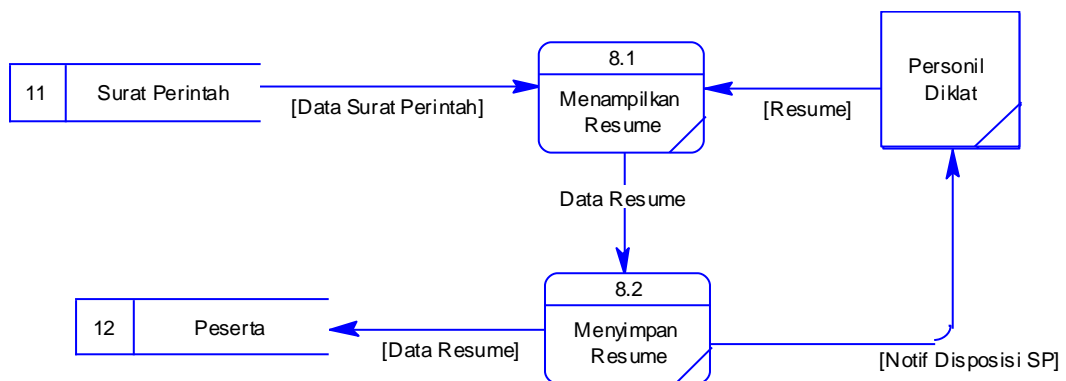 11
Surat Perintah
[Data Surat Perintah]
8.1
Menampilkan
Resume
[Resume]
Personil
Diklat
Data Resume
12
Peserta
[Data Resume]
8.2
Menyimpan
Resume
[Notif Disposisi SP]